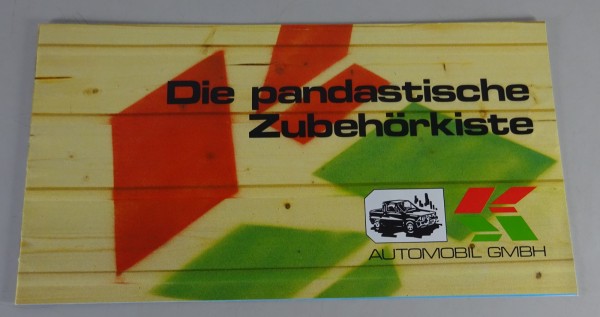 Die pandastische
Zubehörkiste
AUTOMOBIL GMBH